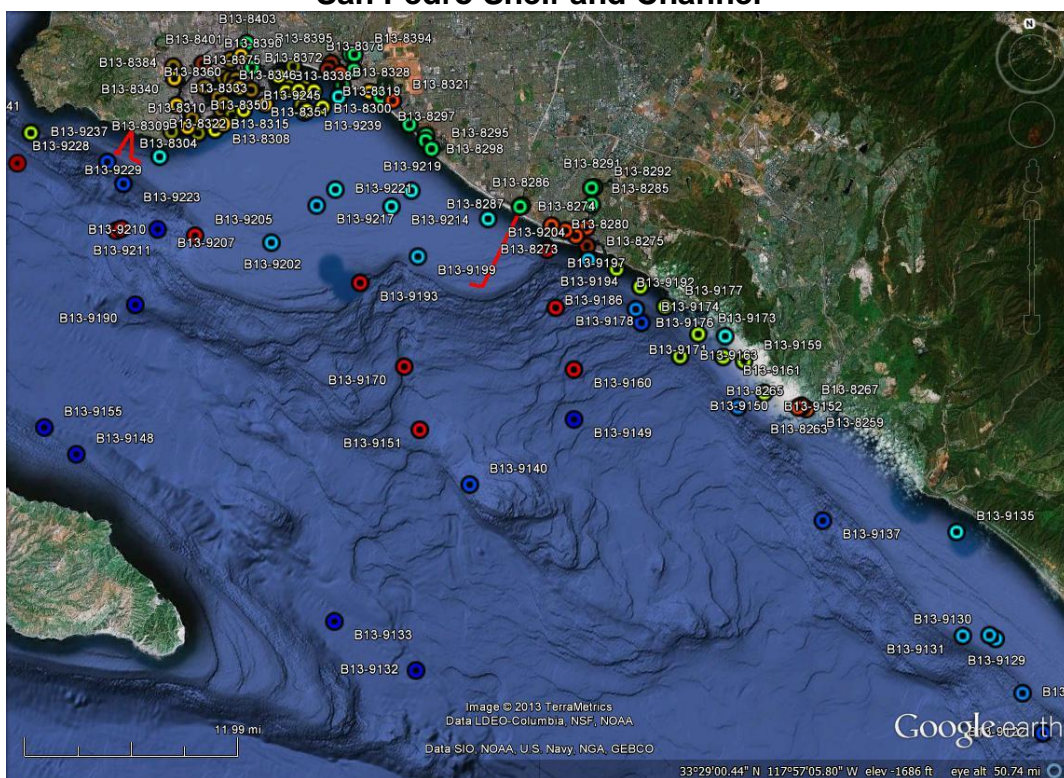 San Pedro Shelf and Channel
B13-8403
B13-8401
B13-8390
B13-8395
B13-8394
B13-8378
B13-8384
B13-8375
B13-8372
B13-8360
B13-8346
B13-8338
B13-8328
B13-8340
B13-8333
B13-9245
B13-8319
B13-8321
41
B13-8310
B13-8350
B13-8351
B13-8300
B13-8297
B13-9237
B13-8309
B13-8322
B13-8315
B13-9239
B13-8295
B13-9228
B13-8304
B13-8308
B13-8298
B13-9229
B13-9219
B13-8291
B13-8292
B13-9223
B13-9221
B13-8286
B13-8285
B13-9205
B13-9217
B13-9214
B13-8287
B13-8274
B13-9210
B13-9204
B13-8280
B13-9211
B13-9207
B13-8273
B13-8275
B13-9202
B13-9199
B13-9197
B13-9193
B13-9194
B13-9192
B13-9177
B13-9190
B13-9186
B13-9174
B13-9178
B13-9176
B13-9173
B13-9171
B13-9163
B13-9159
B13-9170
B13-9160
B13-9161
B13-8265
B13-8267
B13-9155
B13-9150
B13-9152
B13-9151
B13-9149
B13-8263
B13-8259
B13-9148
B13-9140
B13-9137
B13-9135
B13-9133
B13-9130
B13-9131
B13-9129
B13-9132
B13
N
Image © 2013 TerraMetrics
Data LDEO-Columbia, NSF, NOAA
Data SIO, NOAA, U.S. Navy, NGA, GEBCO
11.99 mi
Google earth
33°29'00.44" N 117°57'05.80" W elev -1686 ft eye alt 50.74 mi